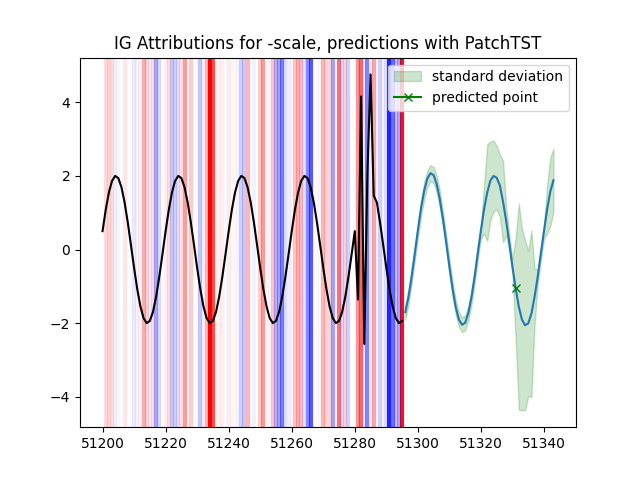 IG Attributions for -scale, predictions with PatchTST
standard deviation
predicted point
4
2
0
−2
−4
51200 51220 51240 51260 51280 51300 51320 51340